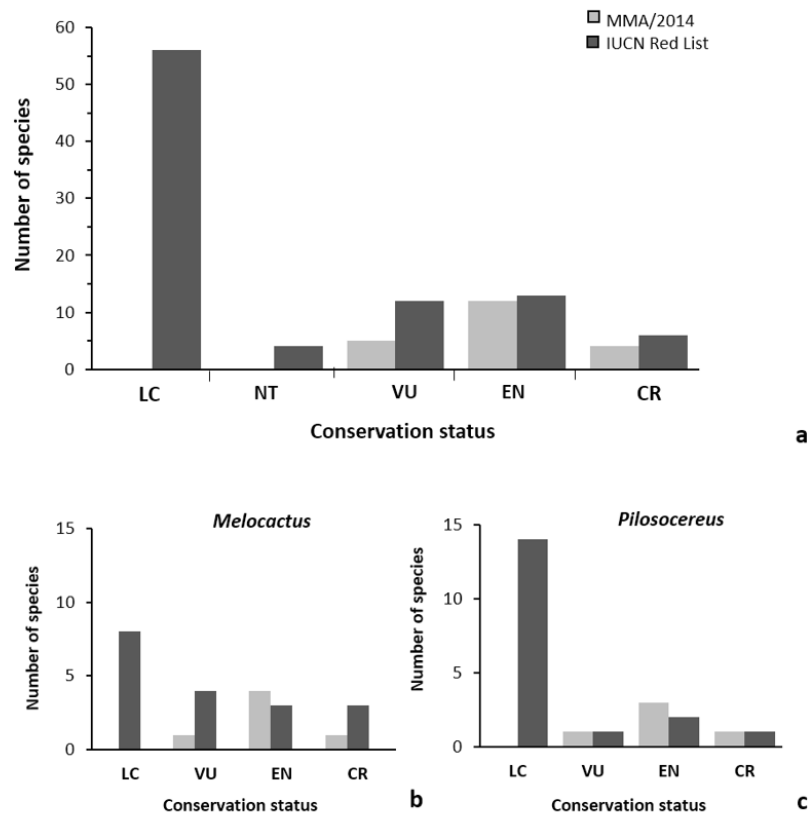 MMA/2014
IUCN Red List
60
50
40
30
20
10
0
Number of species
LC NT VU EN CR
Conservation status
a
Melocactus
15
10
5
0
Number of species
LC VU EN CR
Conservation status
b
Pilosocereus
15
10
5
0
Number of species
LC VU EN CR
Conservation status
c